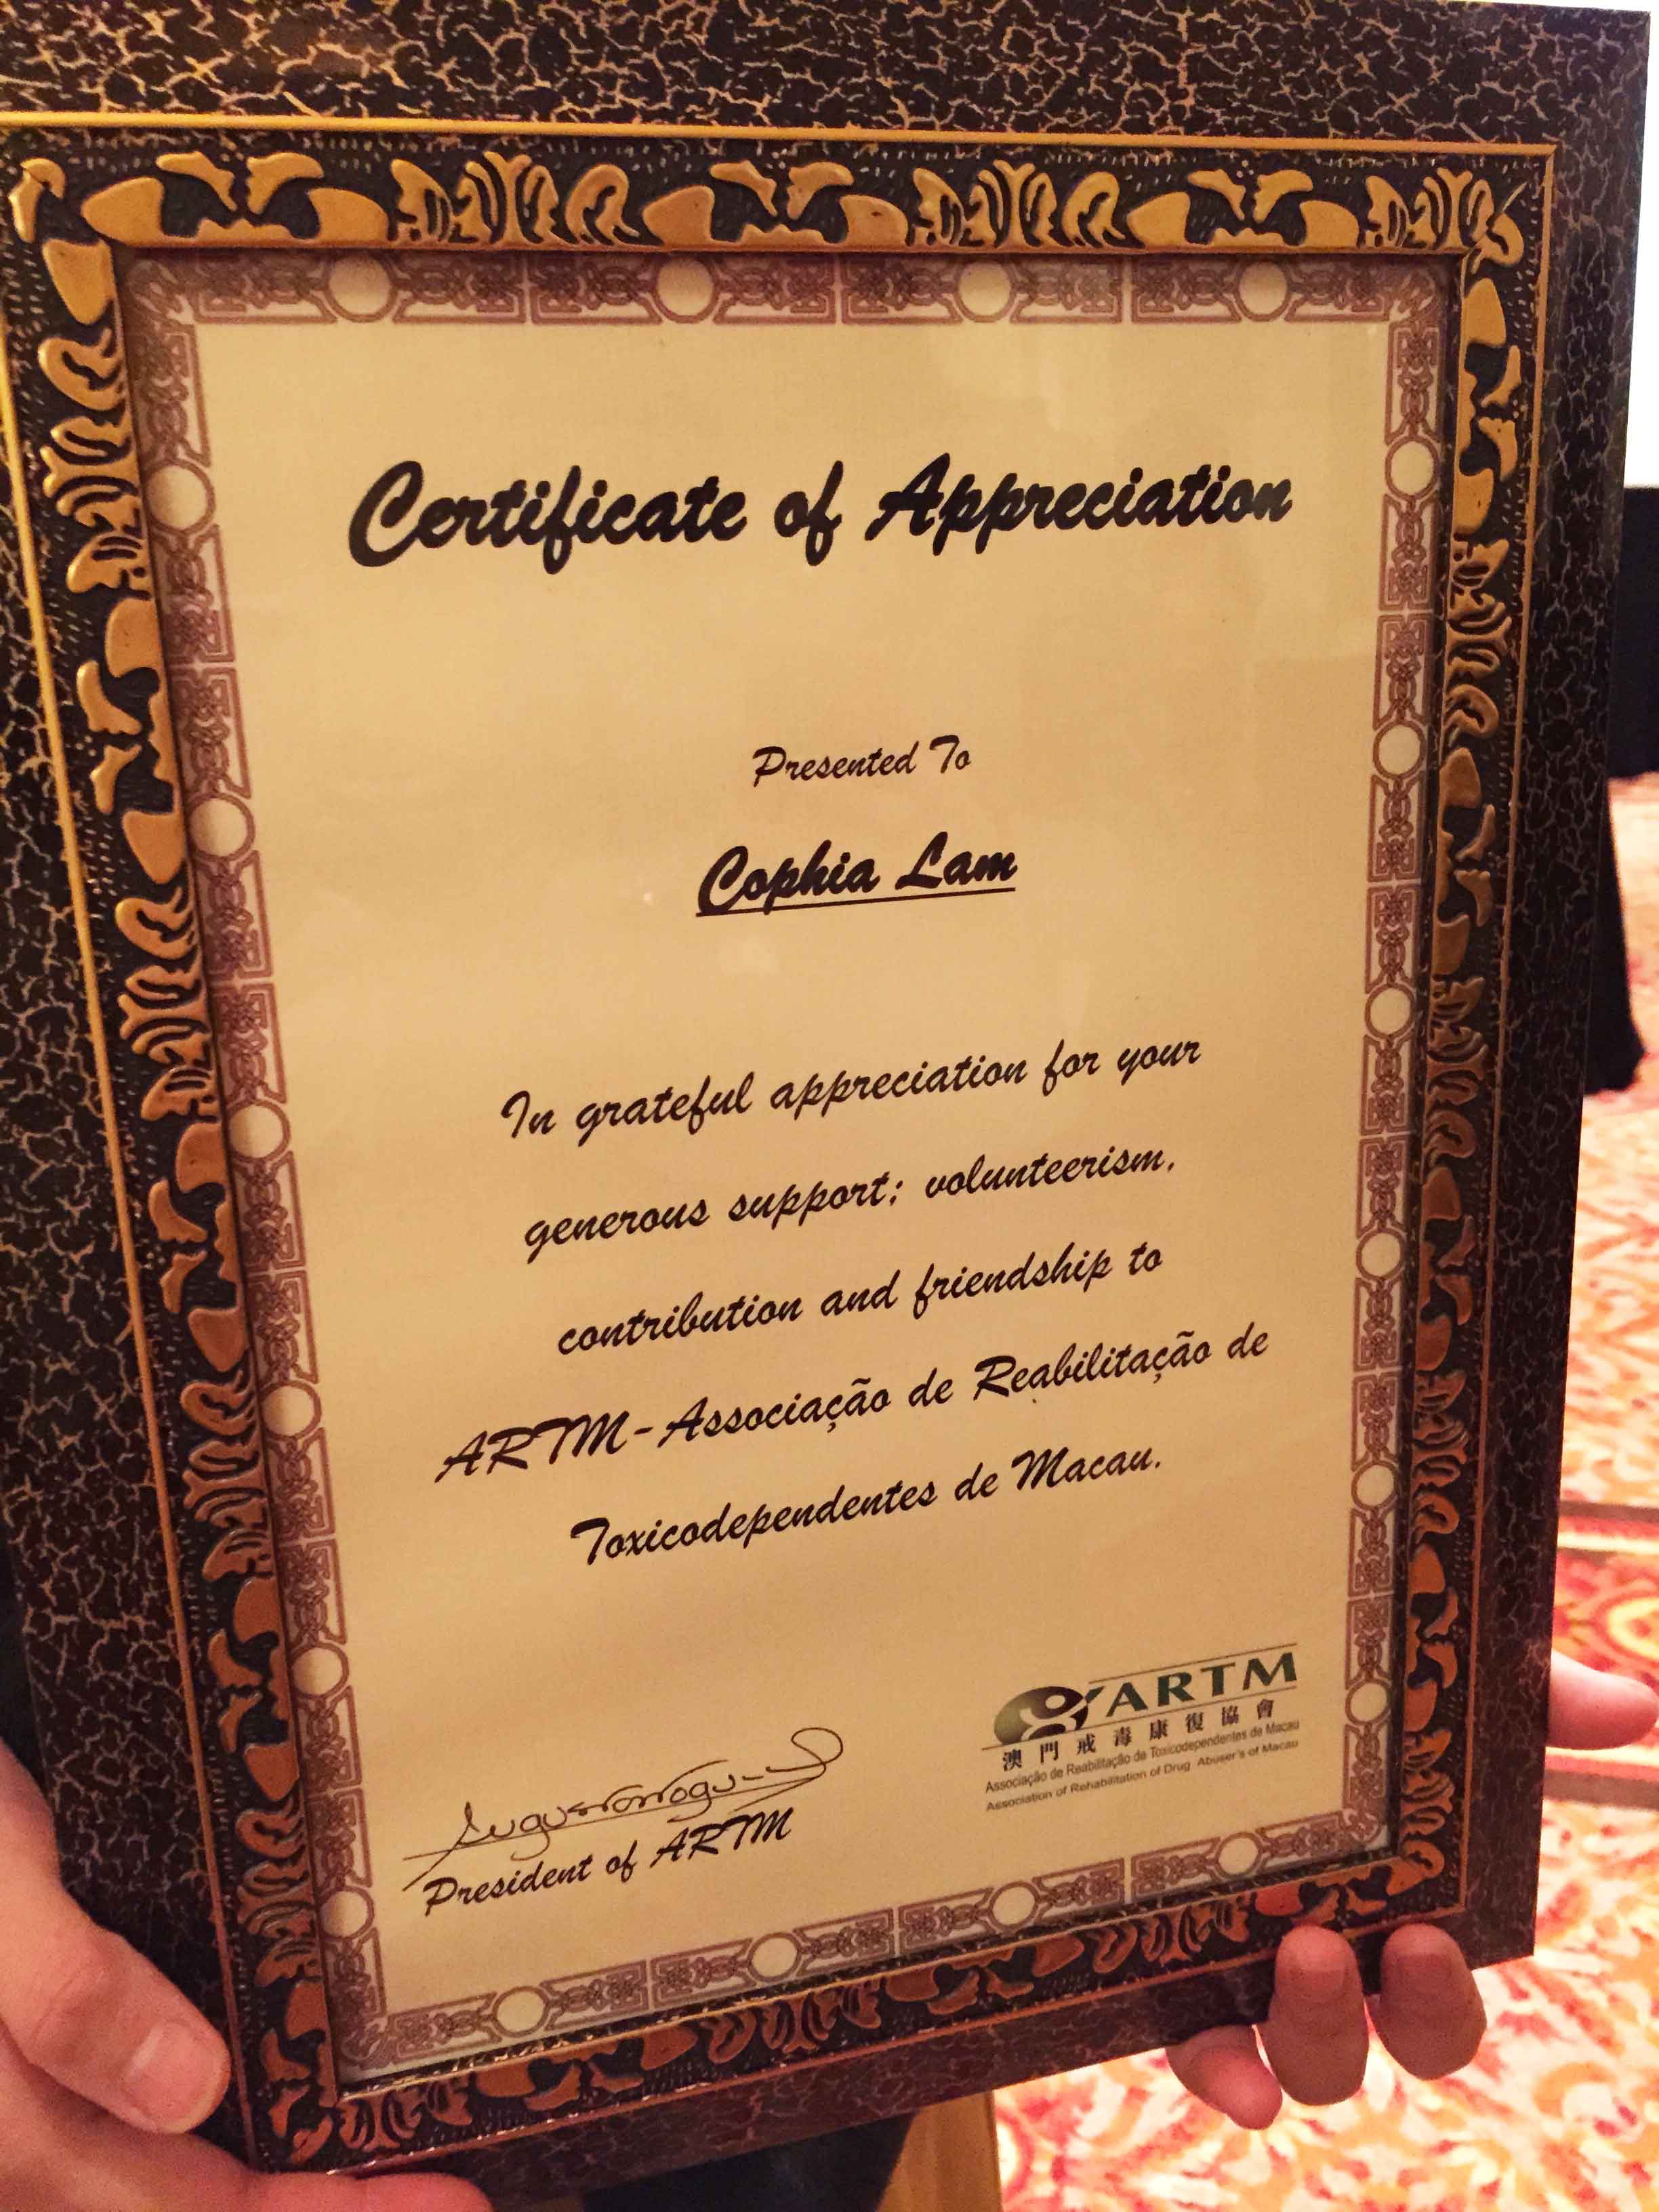 Certificate of Appreciation
Presented To
Cophia Lam
In grateful appreciation for your
generous support; volunteerism,
contribution and friendship to
ARTM-Associação de Reabilitação de
Toxicodependentes de Macau.
President of ARTM
ARTM
澳門戒毒康復協會
Associação de Reabilitação de Toxicodependentes de Macau
Association of Rehabilitation of Drug Abuser's of Macau